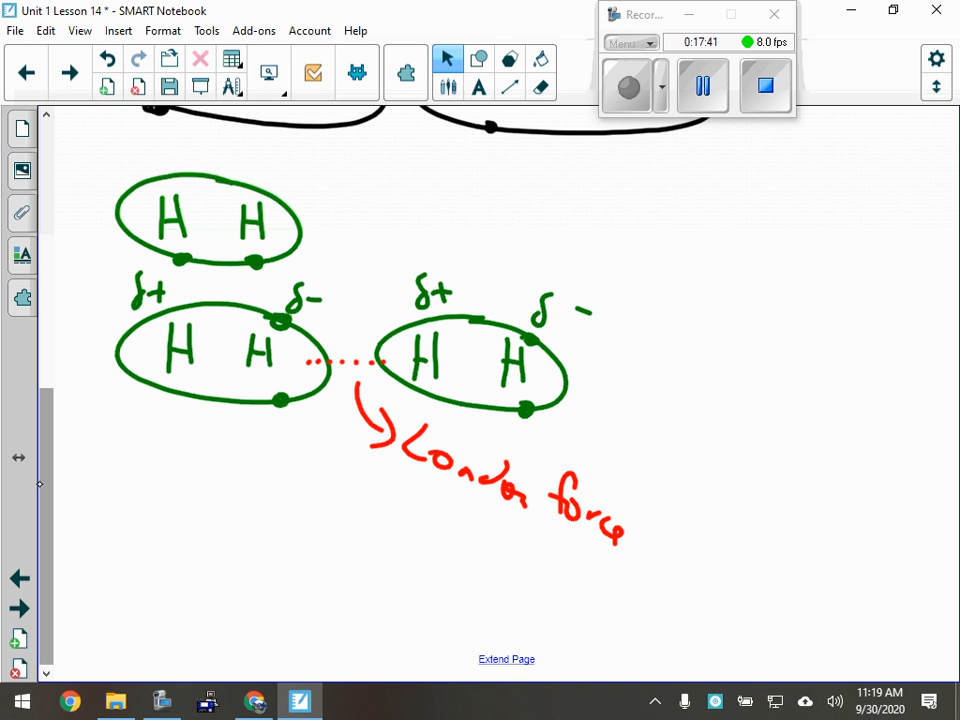 Unit 1 Lesson 14 * - SMART Notebook
Recor...
File Edit View Insert Format Tools Add-ons Account Help
Menu 0:17:41 8.0 fps
H H
δ+ δ- δ+ δ -
H H H H
London force
Extend Page
11:19 AM
9/30/2020